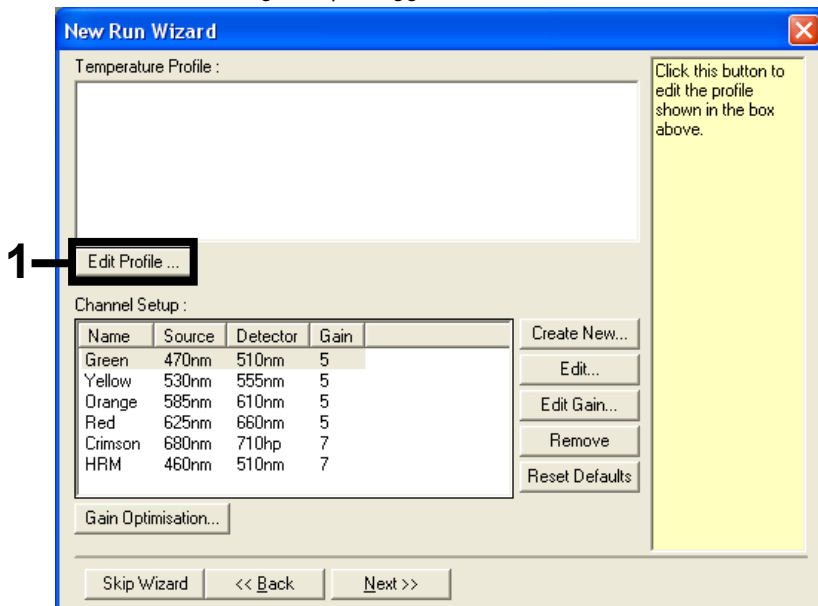 New Run Wizard
Temperature Profile :
Click this button to
edit the profile
shown in the box
above.
1
Edit Profile ...
Channel Setup :
Name Source Detector Gain
Green 470nm 510nm 5
Yellow 530nm 555nm 5
Orange 585nm 610nm 5
Red 625nm 660nm 5
Crimson 680nm 710hp 7
HRM 460nm 510nm 7
Create New...
Edit...
Edit Gain...
Remove
Reset Defaults
Gain Optimisation...
Skip Wizard << Back Next >>